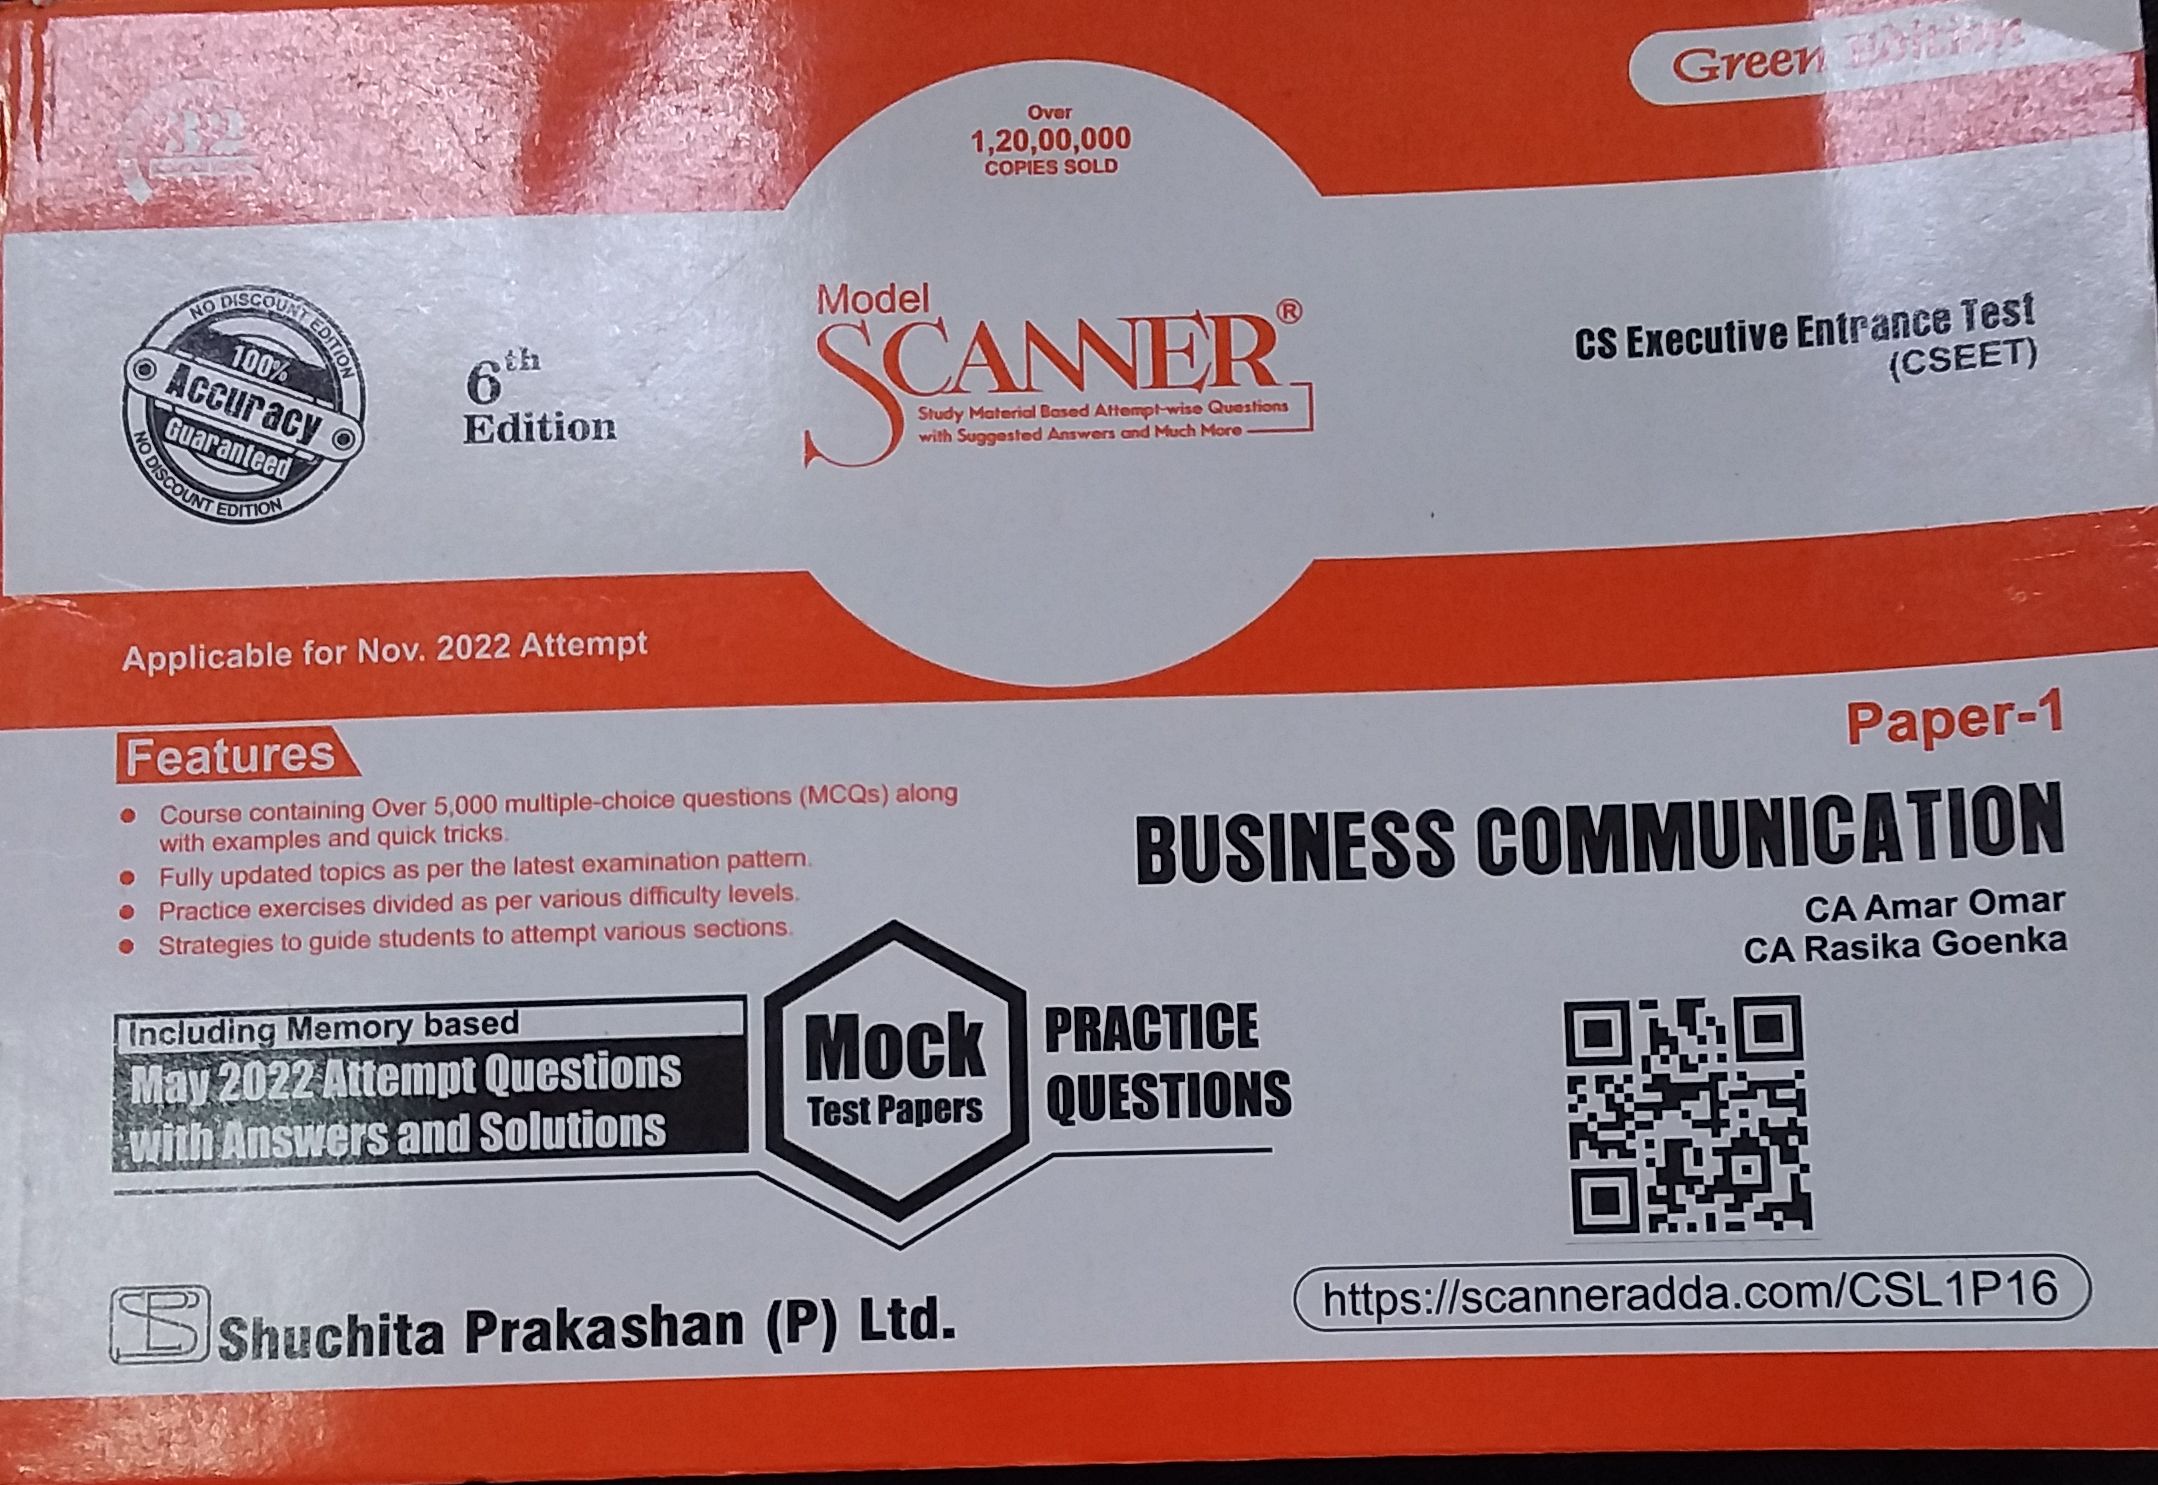 Green Edition
32
Over
1,20,00,000
COPIES SOLD
NO DISCOUNT EDITION
100%
Accuracy
Guaranteed
NO DISCOUNT EDITION
6th
Edition
Model
SCANNER®
Study Material Based Attempt-wise Questions
with Suggested Answers and Much More
CS Executive Entrance Test
(CSEET)
Applicable for Nov. 2022 Attempt
Paper-1
BUSINESS COMMUNICATION
CA Amar Omar
CA Rasika Goenka
Features
Course containing Over 5,000 multiple-choice questions (MCQs) along
with examples and quick tricks.
Fully updated topics as per the latest examination pattern.
Practice exercises divided as per various difficulty levels.
Strategies to guide students to attempt various sections.
Including Memory based
May 2022 Attempt Questions
with Answers and Solutions
Mock
Test Papers
PRACTICE
QUESTIONS
Shuchita Prakashan (P) Ltd.
https://scanneradda.com/CSL1P16